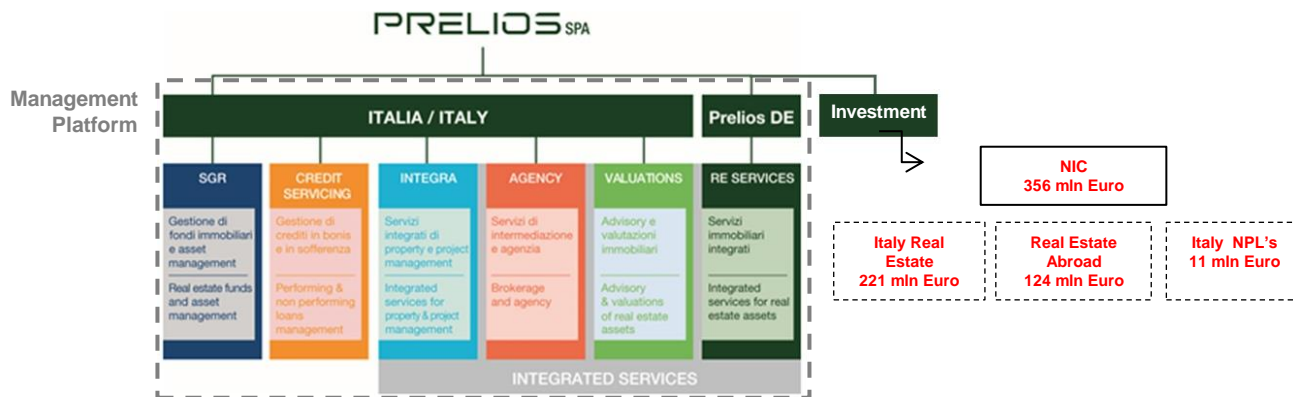 PRELIOS SPA
Management
Platform
ITALIA / ITALY
Prelios DE
Investment
SGR
Gestione di
fondi immobiliari
e asset
management
Real estate funds
and asset
management
CREDIT
SERVICING
Gestione di
crediti in bonis
e in sofferenza
Performing &
non performing
loans
management
INTEGRA
Servizi
integrati di
property e project
management
Integrated
services for
property & project
management
AGENCY
Servizi di
intermediazione
e agenzia
Brokerage
and agency
VALUATIONS
Advisory e
valutazioni
immobiliari
Advisory
& valuations
of real estate
assets
RE SERVICES
Servizi
immobiliari
integrati
Integrated
services for real
estate assets
INTEGRATED SERVICES
NIC
356 mln Euro
Italy Real
Estate
221 mln Euro
Real Estate
Abroad
124 mln Euro
Italy NPL's
11 mln Euro